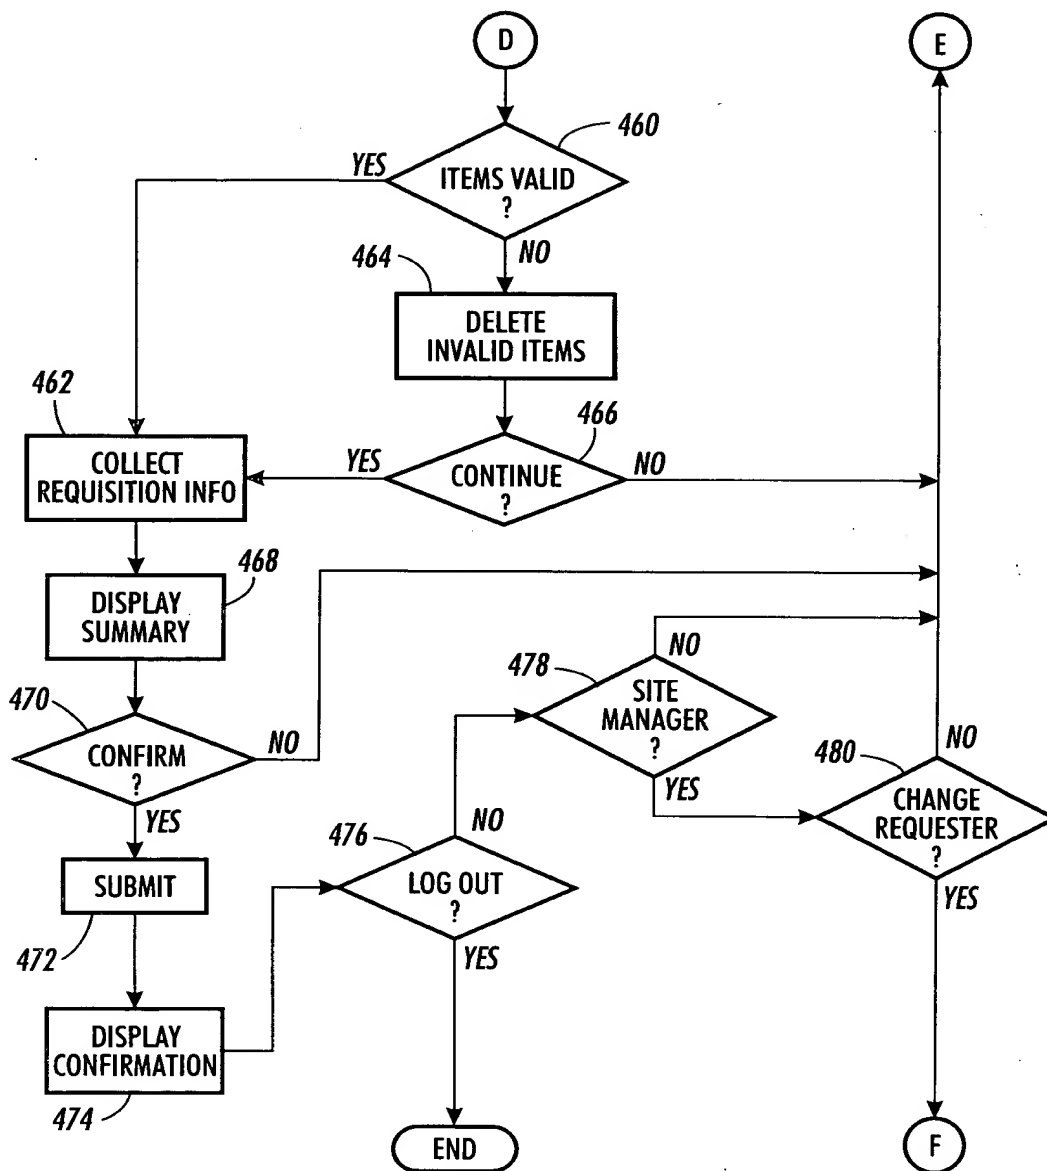 D
E
460
YES
ITEMS VALID
?
NO
464
DELETE
INVALID ITEMS
462
466
COLLECT
REQUISITION INFO
YES
CONTINUE
?
NO
468
DISPLAY
SUMMARY
NO
478
SITE
MANAGER
?
470
CONFIRM
?
NO
YES
480
NO
CHANGE
REQUESTER
?
YES
YES
476
NO
LOG OUT
?
YES
SUBMIT
472
DISPLAY
CONFIRMATION
474
END
F